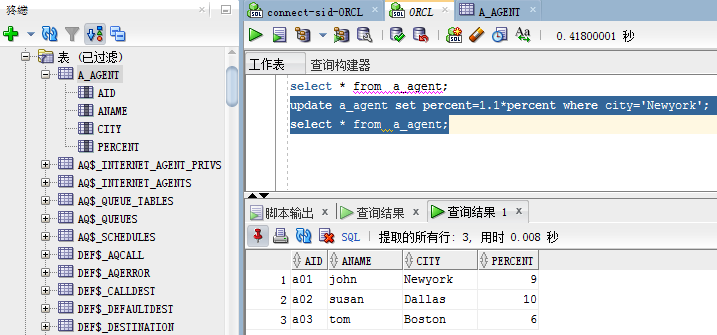 终端
connect-sid-ORCL
ORCL
A_AGENT
0.41800001 秒
表 (已过滤)
A_AGENT
AID
ANAME
CITY
PERCENT
AQ$_INTERNET_AGENT_PRIVS
AQ$_INTERNET_AGENTS
AQ$_QUEUE_TABLES
AQ$_QUEUES
AQ$_SCHEDULES
DEF$_AQCALL
DEF$_AQERROR
DEF$_CALLDEST
DEF$_DEFAULTDEST
DEF$_DESTINATION
工作表 查询构建器
select * from a_agent;
update a_agent set percent=1.1*percent where city='Newyork';
select * from a_agent;
脚本输出 x 查询结果 x 查询结果 1 x
SQL | 提取的所有行: 3, 用时 0.008 秒
AID ANAME CITY PERCENT
1 a01 john Newyork 9
2 a02 susan Dallas 10
3 a03 tom Boston 6